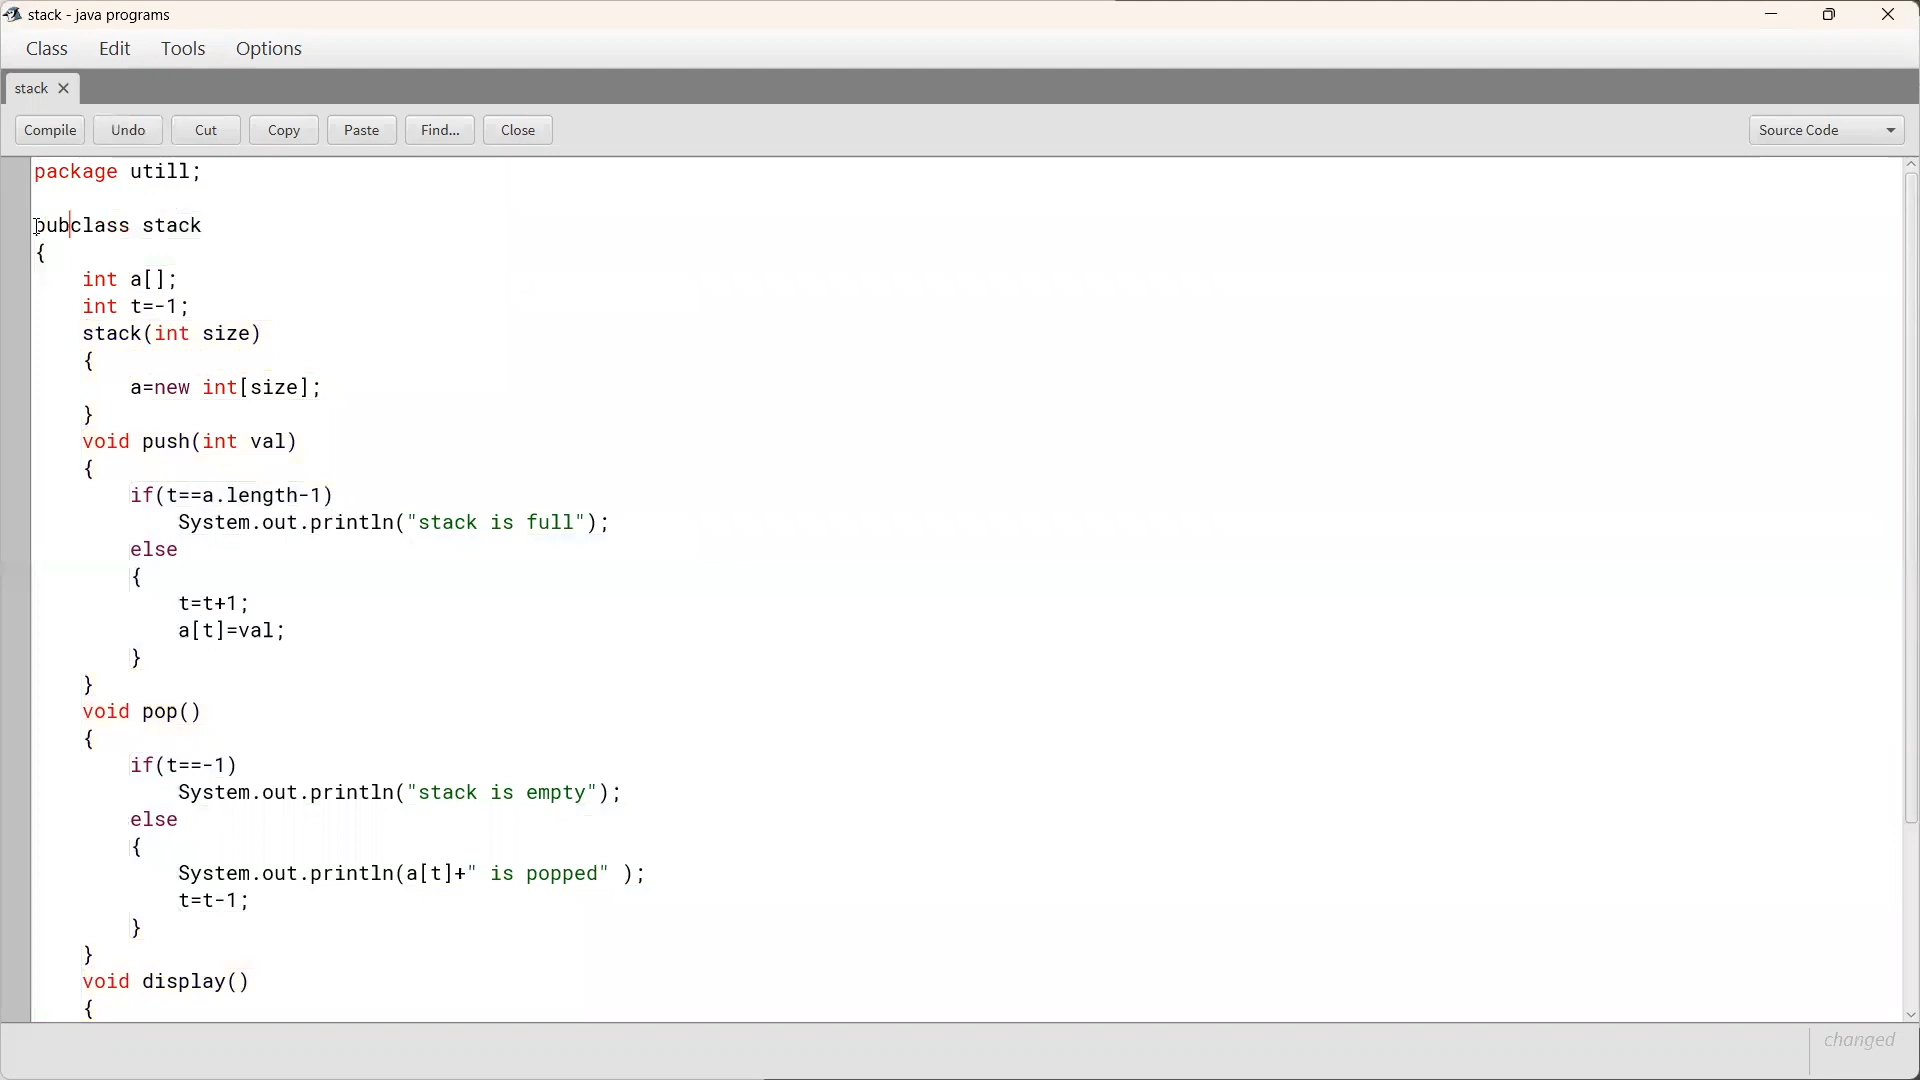 stack - java programs
Class Edit Tools Options
stack
Compile Undo Cut Copy Paste Find... Close Source Code
package utill;
pubclass stack
{
int a[];
int t=-1;
stack(int size)
{
a=new int[size];
}
void push(int val)
{
if(t==a.length-1)
System.out.println("stack is full");
else
{
t=t+1;
a[t]=val;
}
}
void pop()
{
if(t==-1)
System.out.println("stack is empty");
else
{
System.out.println(a[t]+" is popped" );
t=t-1;
}
}
void display()
{
changed